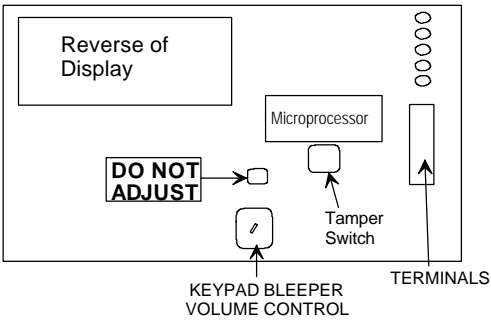 Reverse of
Display
Microprocessor
DO NOT
ADJUST
Tamper
Switch
TERMINALS
KEYPAD BLEEPER
VOLUME CONTROL